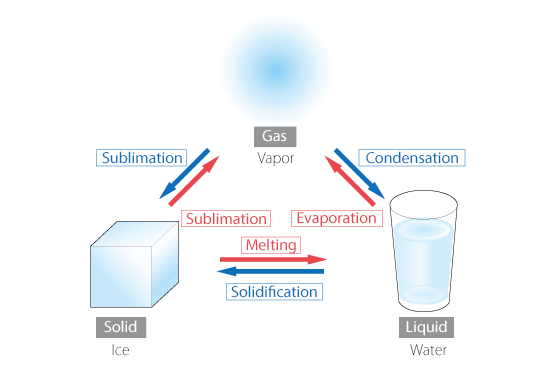 Gas
Vapor
Sublimation
Condensation
Sublimation
Evaporation
Melting
Solidification
Solid
Ice
Liquid
Water